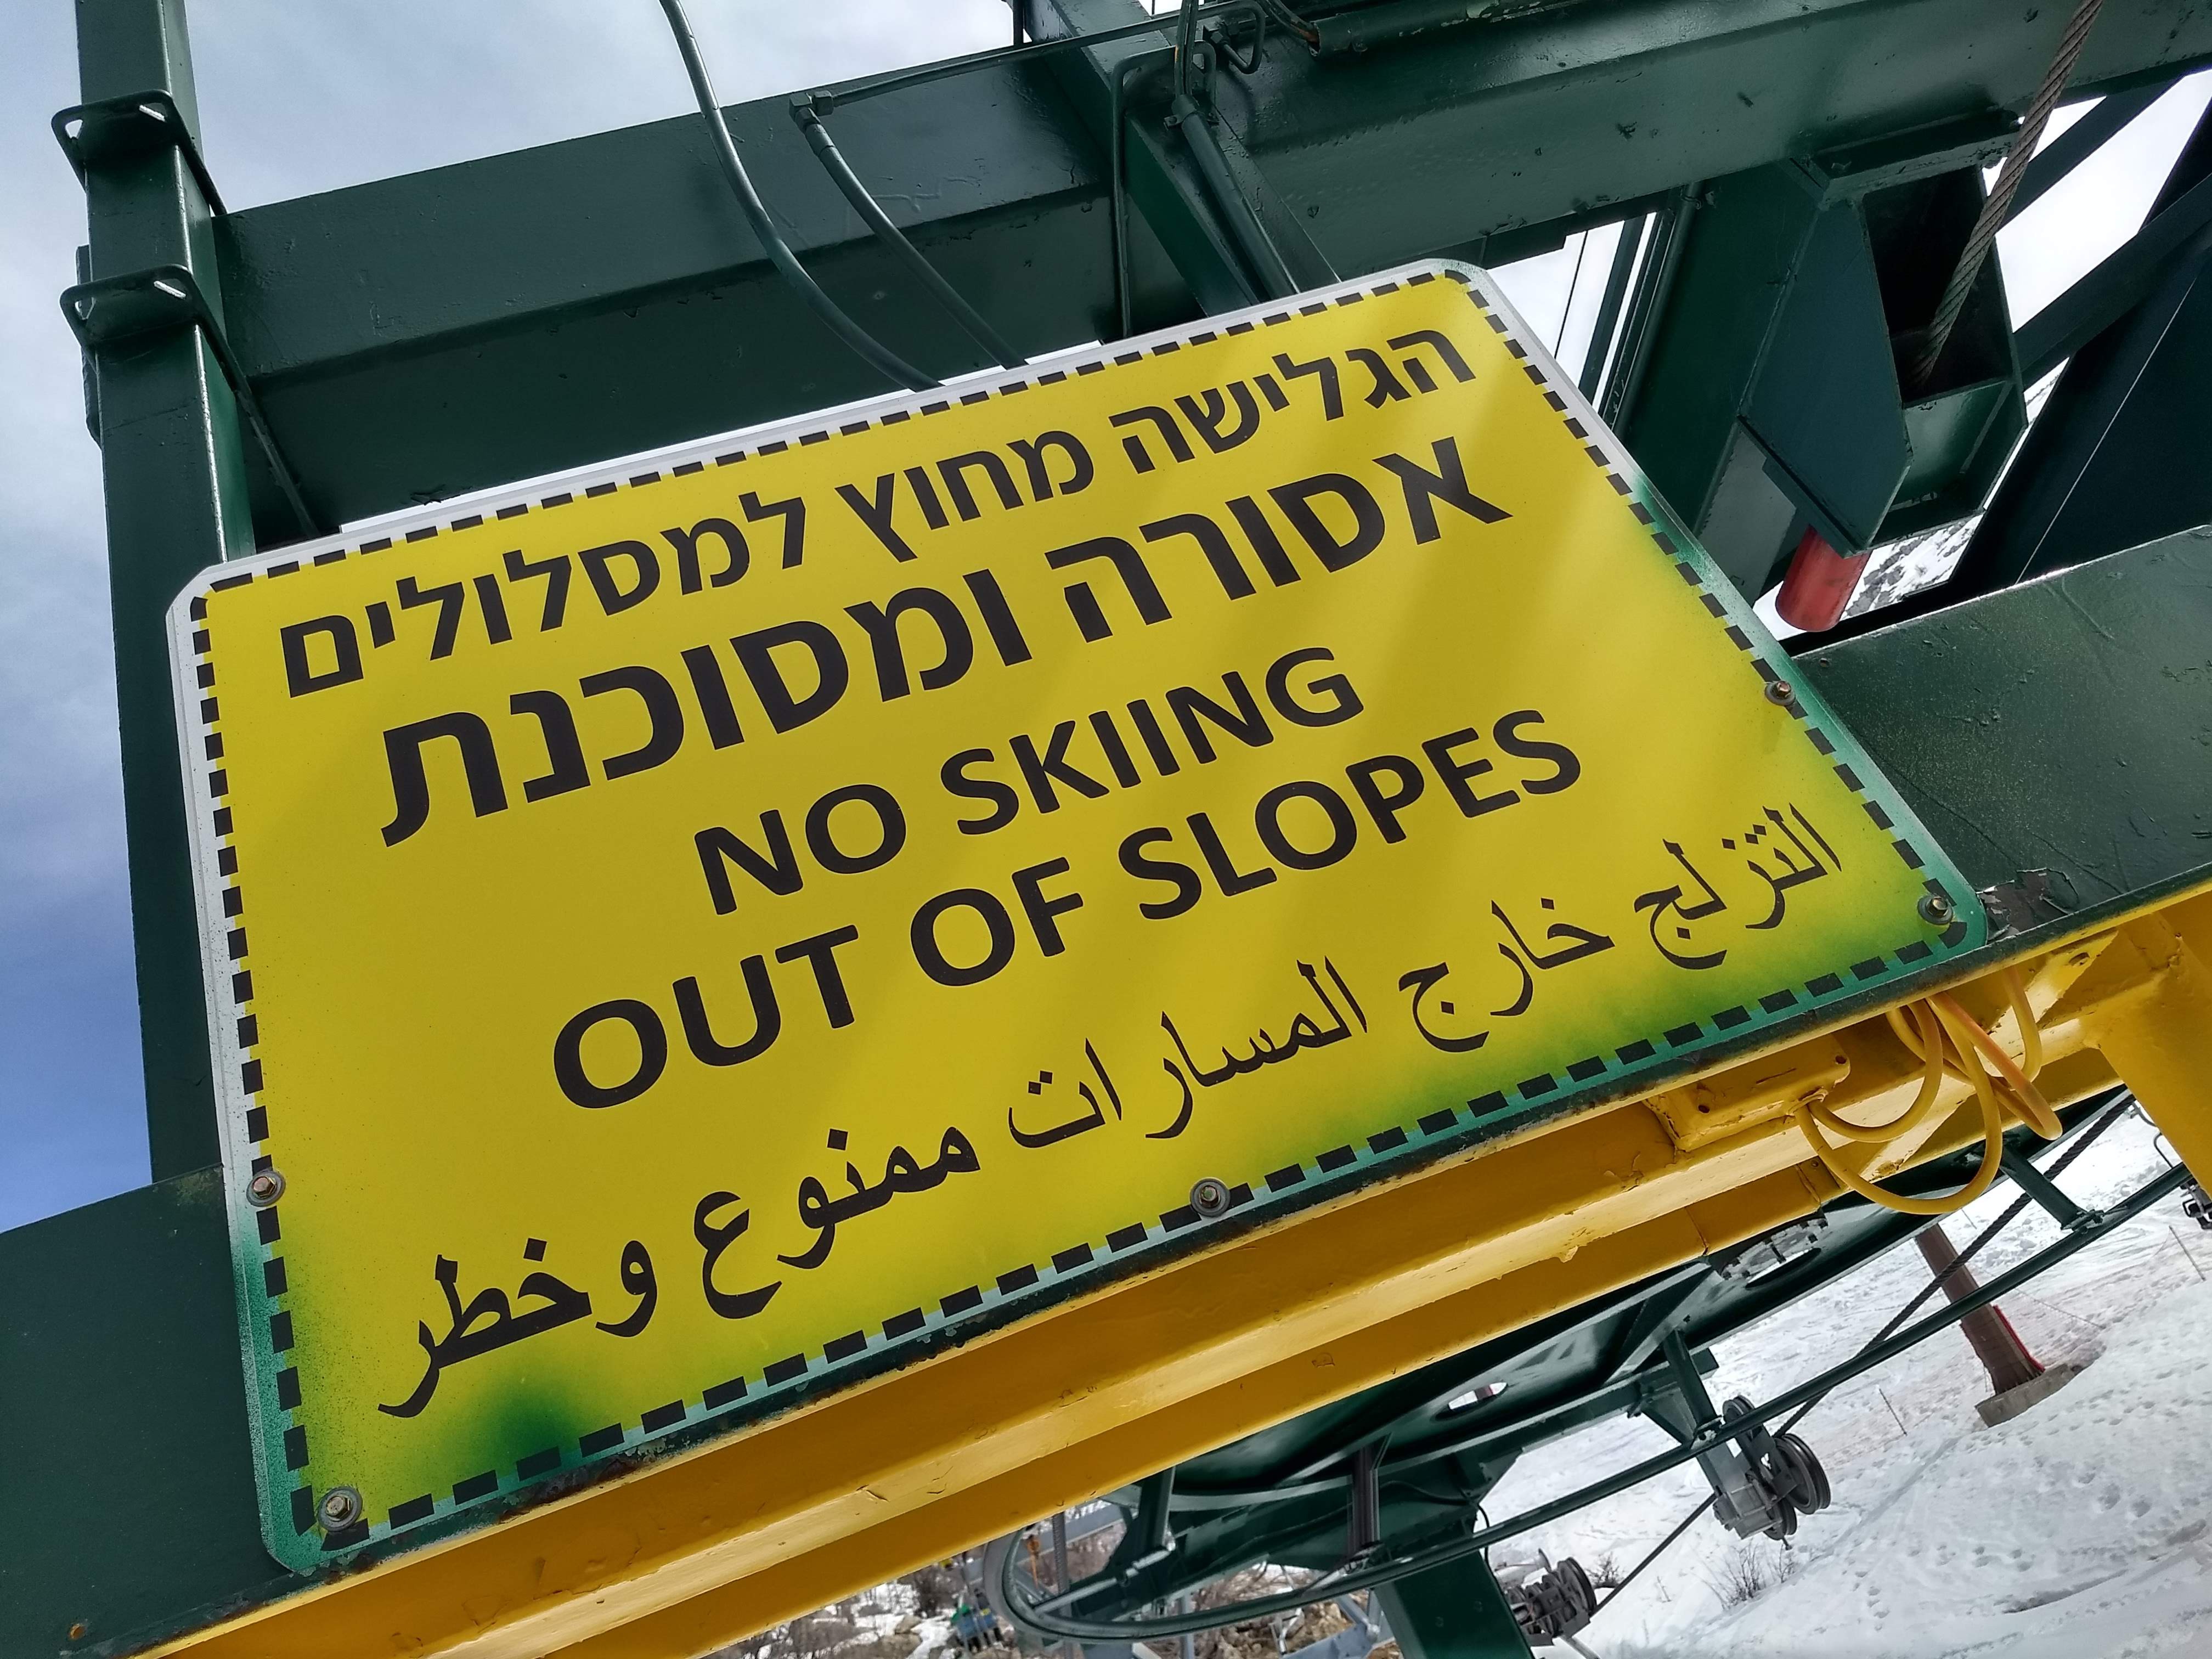 הגלישה מחוץ למסלולים
אסורה ומסוכנת
NO SKIING
OUT OF SLOPES
التزلج خارج المسارات ممنوع وخطر